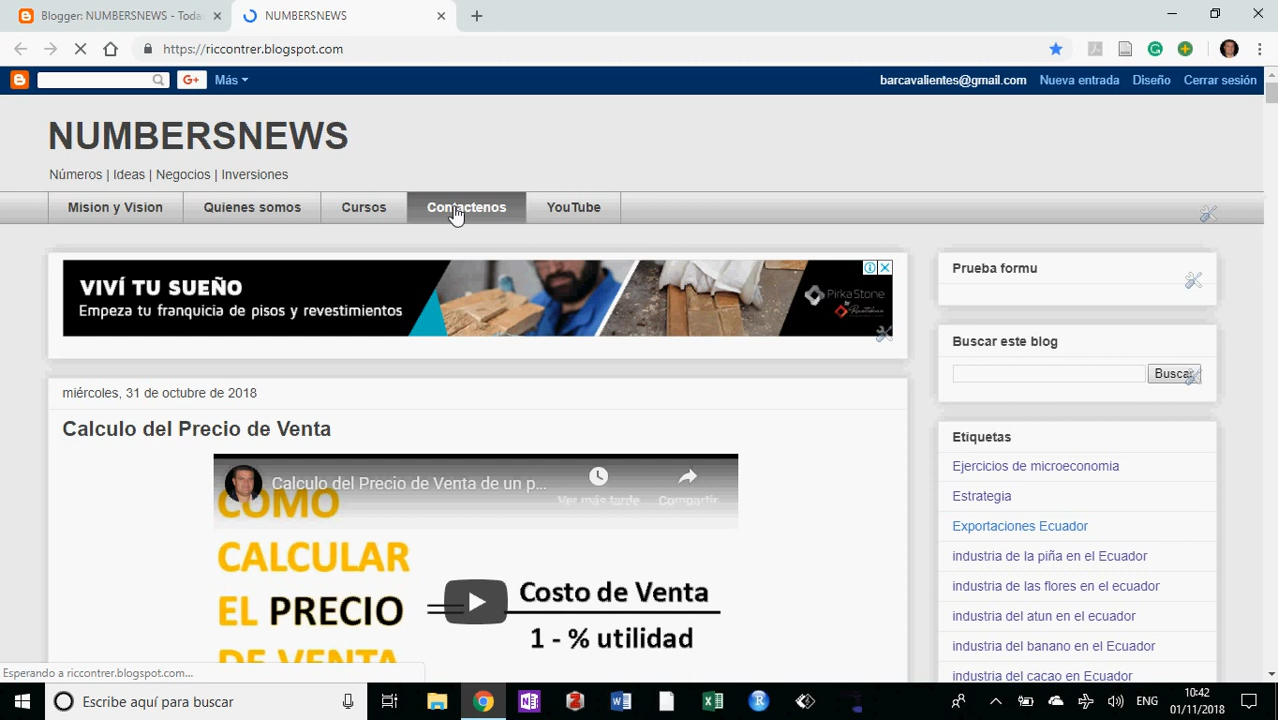 Blogger: NUMBERSNEWS - Toda
NUMBERSNEWS
https://riccontrer.blogspot.com
G+ Más
barcavalientes@gmail.com Nueva entrada Diseño Cerrar sesión
NUMBERSNEWS
Números | Ideas | Negocios | Inversiones
Mision y Vision Quienes somos Cursos Contactenos YouTube
VIVÍ TU SUEÑO
Empeza tu franquicia de pisos y revestimientos
PirkaStone
Prueba formu
Buscar este blog
Buscar
miércoles, 31 de octubre de 2018
Calculo del Precio de Venta
Calculo del Precio de Venta de un p...
Ver más tarde Compartir
COMO
CALCULAR
EL PRECIO
DE VENTA
=
Costo de Venta
1 - % utilidad
Etiquetas
Ejercicios de microeconomia
Estrategia
Exportaciones Ecuador
industria de la piña en el Ecuador
industria de las flores en el ecuador
industria del atun en el ecuador
industria del banano en Ecuador
industria del cacao en Ecuador
Esperando a riccontrer.blogspot.com...
Escribe aquí para buscar
ENG
10:42
01/11/2018